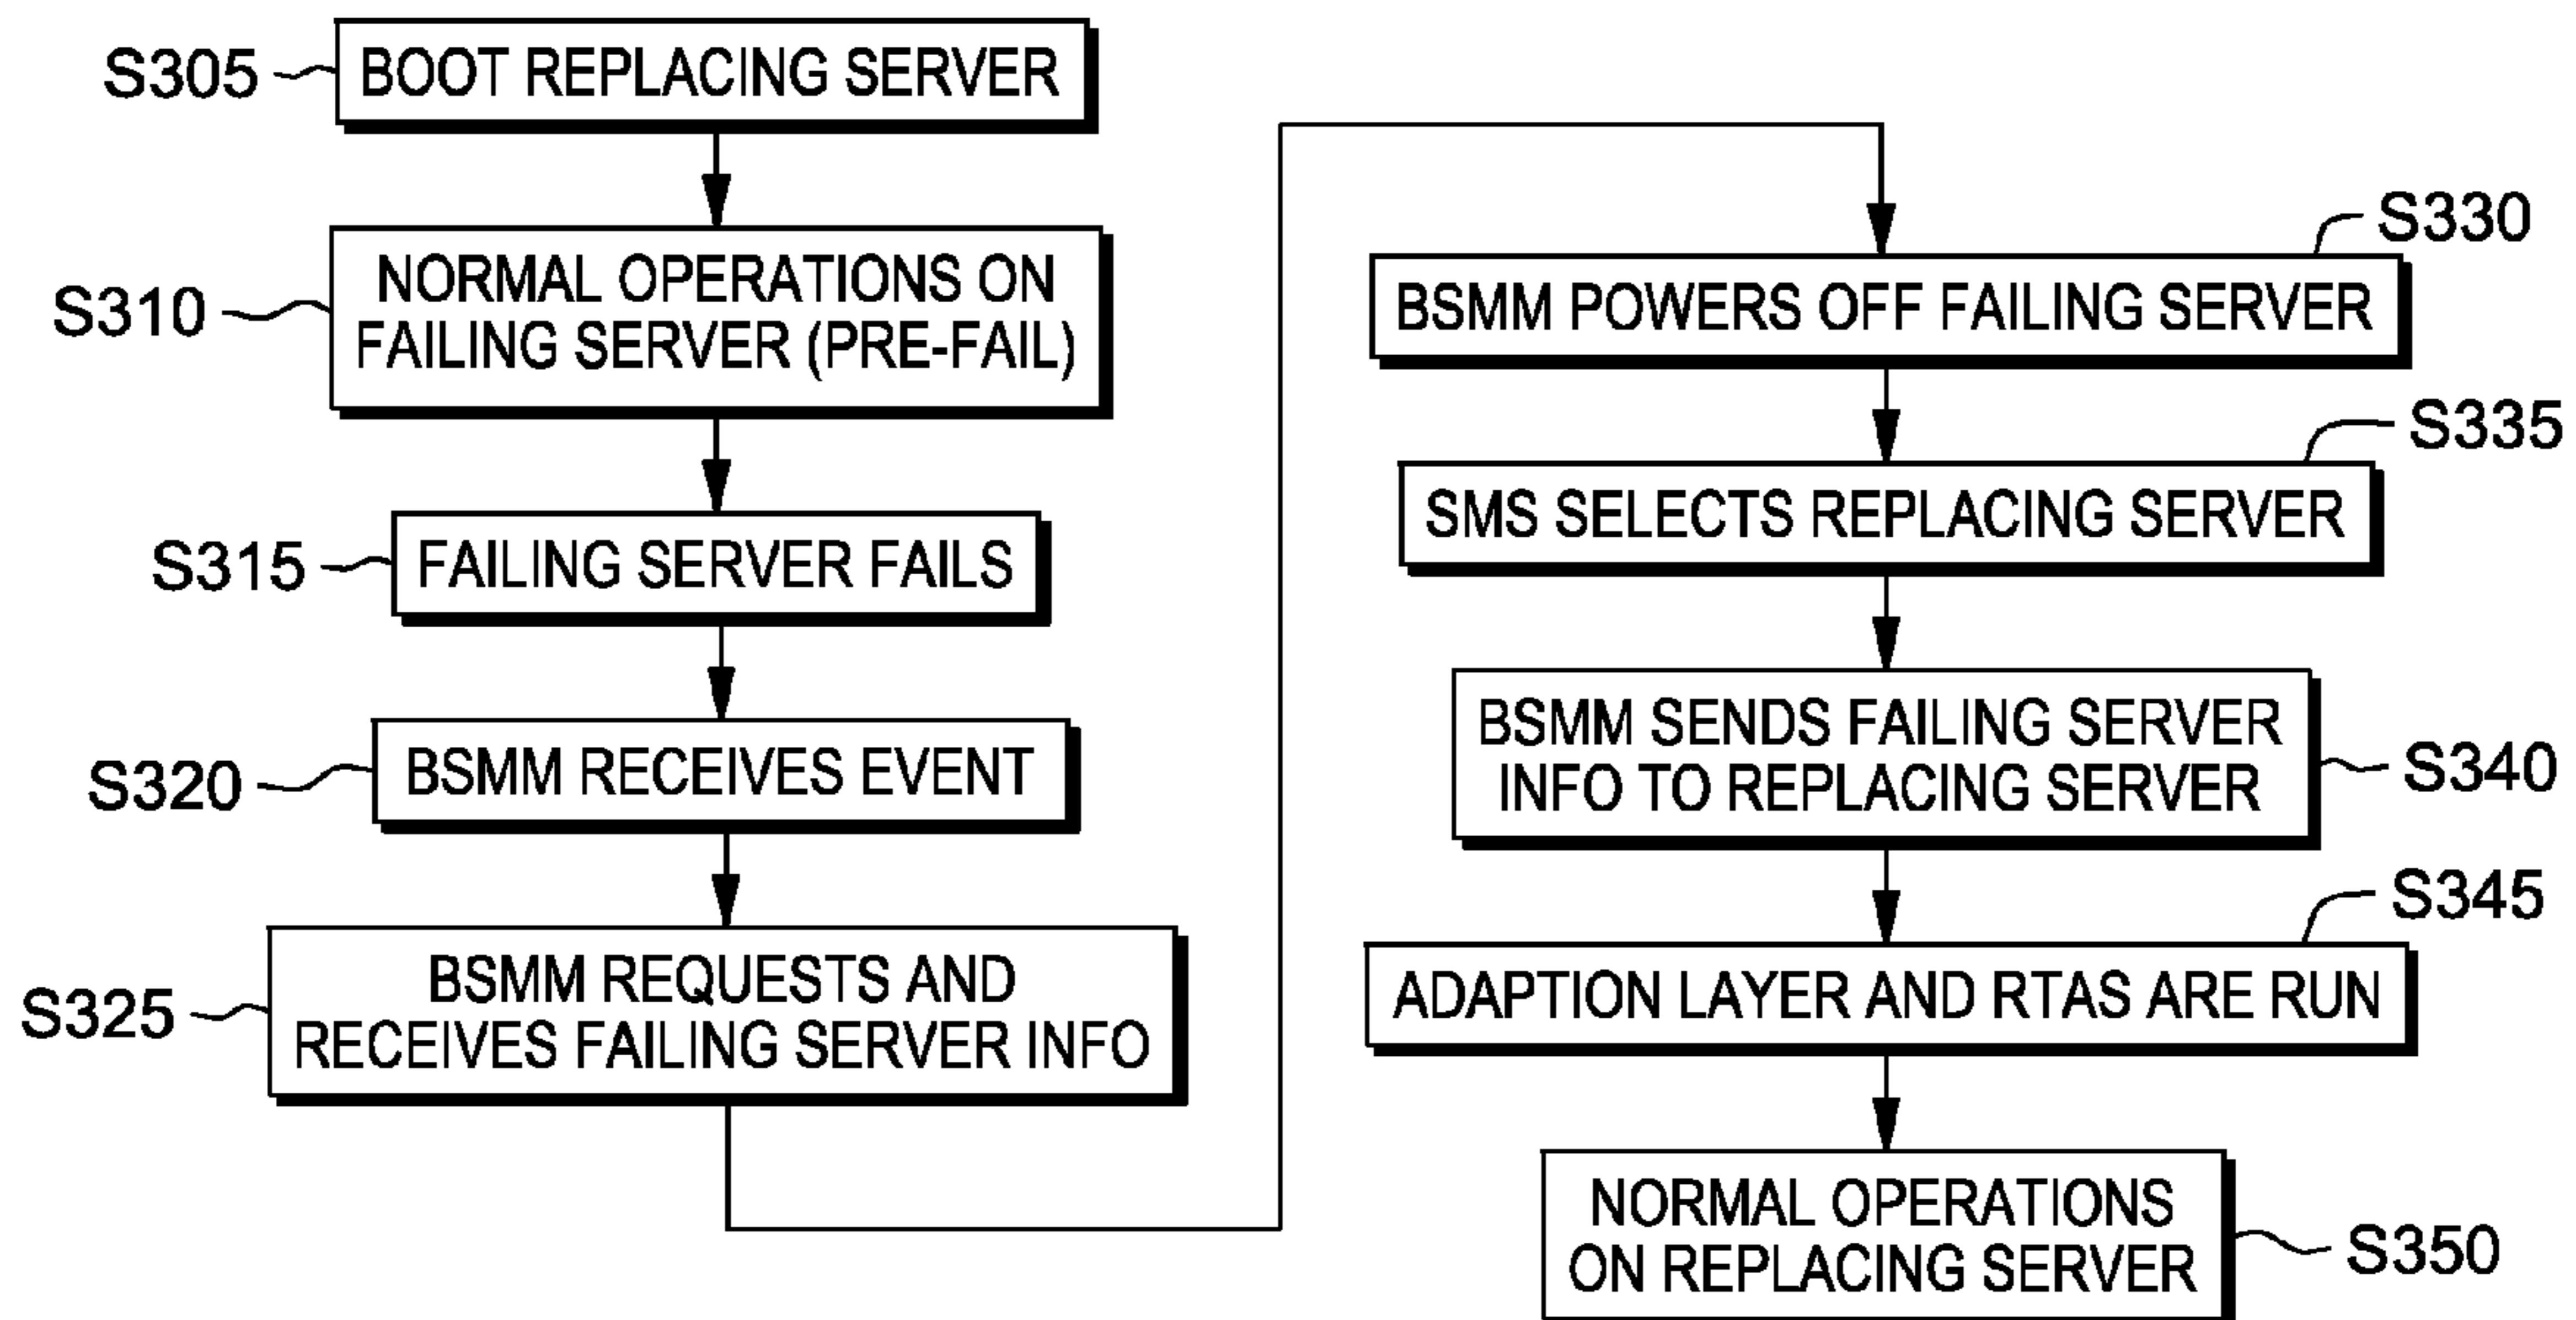 S305
BOOT REPLACING SERVER
S310
NORMAL OPERATIONS ON
FAILING SERVER (PRE-FAIL)
S315
FAILING SERVER FAILS
S320
BSMM RECEIVES EVENT
S325
BSMM REQUESTS AND
RECEIVES FAILING SERVER INFO
S330
BSMM POWERS OFF FAILING SERVER
S335
SMS SELECTS REPLACING SERVER
S340
BSMM SENDS FAILING SERVER
INFO TO REPLACING SERVER
S345
ADAPTION LAYER AND RTAS ARE RUN
S350
NORMAL OPERATIONS
ON REPLACING SERVER